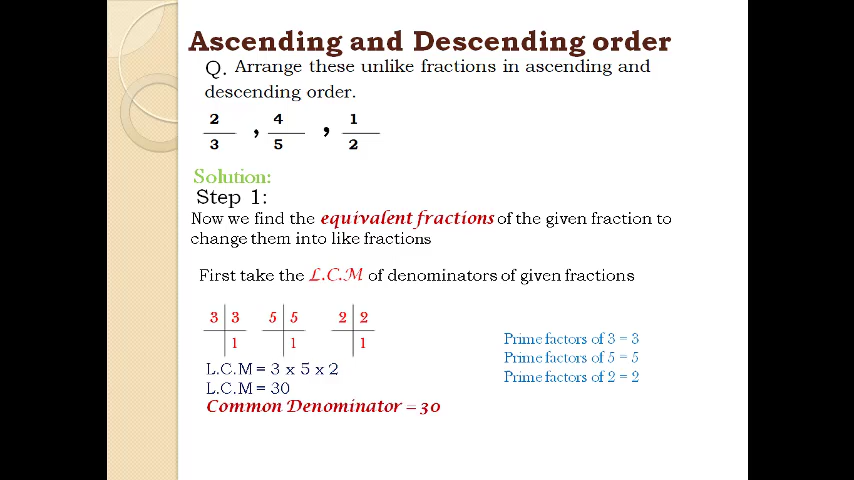 Ascending and Descending order
Q. Arrange these unlike fractions in ascending and
descending order.
2 4 1
, ,
3 5 2
Solution:
Step 1:
Now we find the equivalent fractions of the given fraction to
change them into like fractions
First take the L.C.M of denominators of given fractions
3 3 5 5 2 2
1 1 1
L.C.M = 3 x 5 x 2
L.C.M = 30
Common Denominator = 30
Prime factors of 3 = 3
Prime factors of 5 = 5
Prime factors of 2 = 2